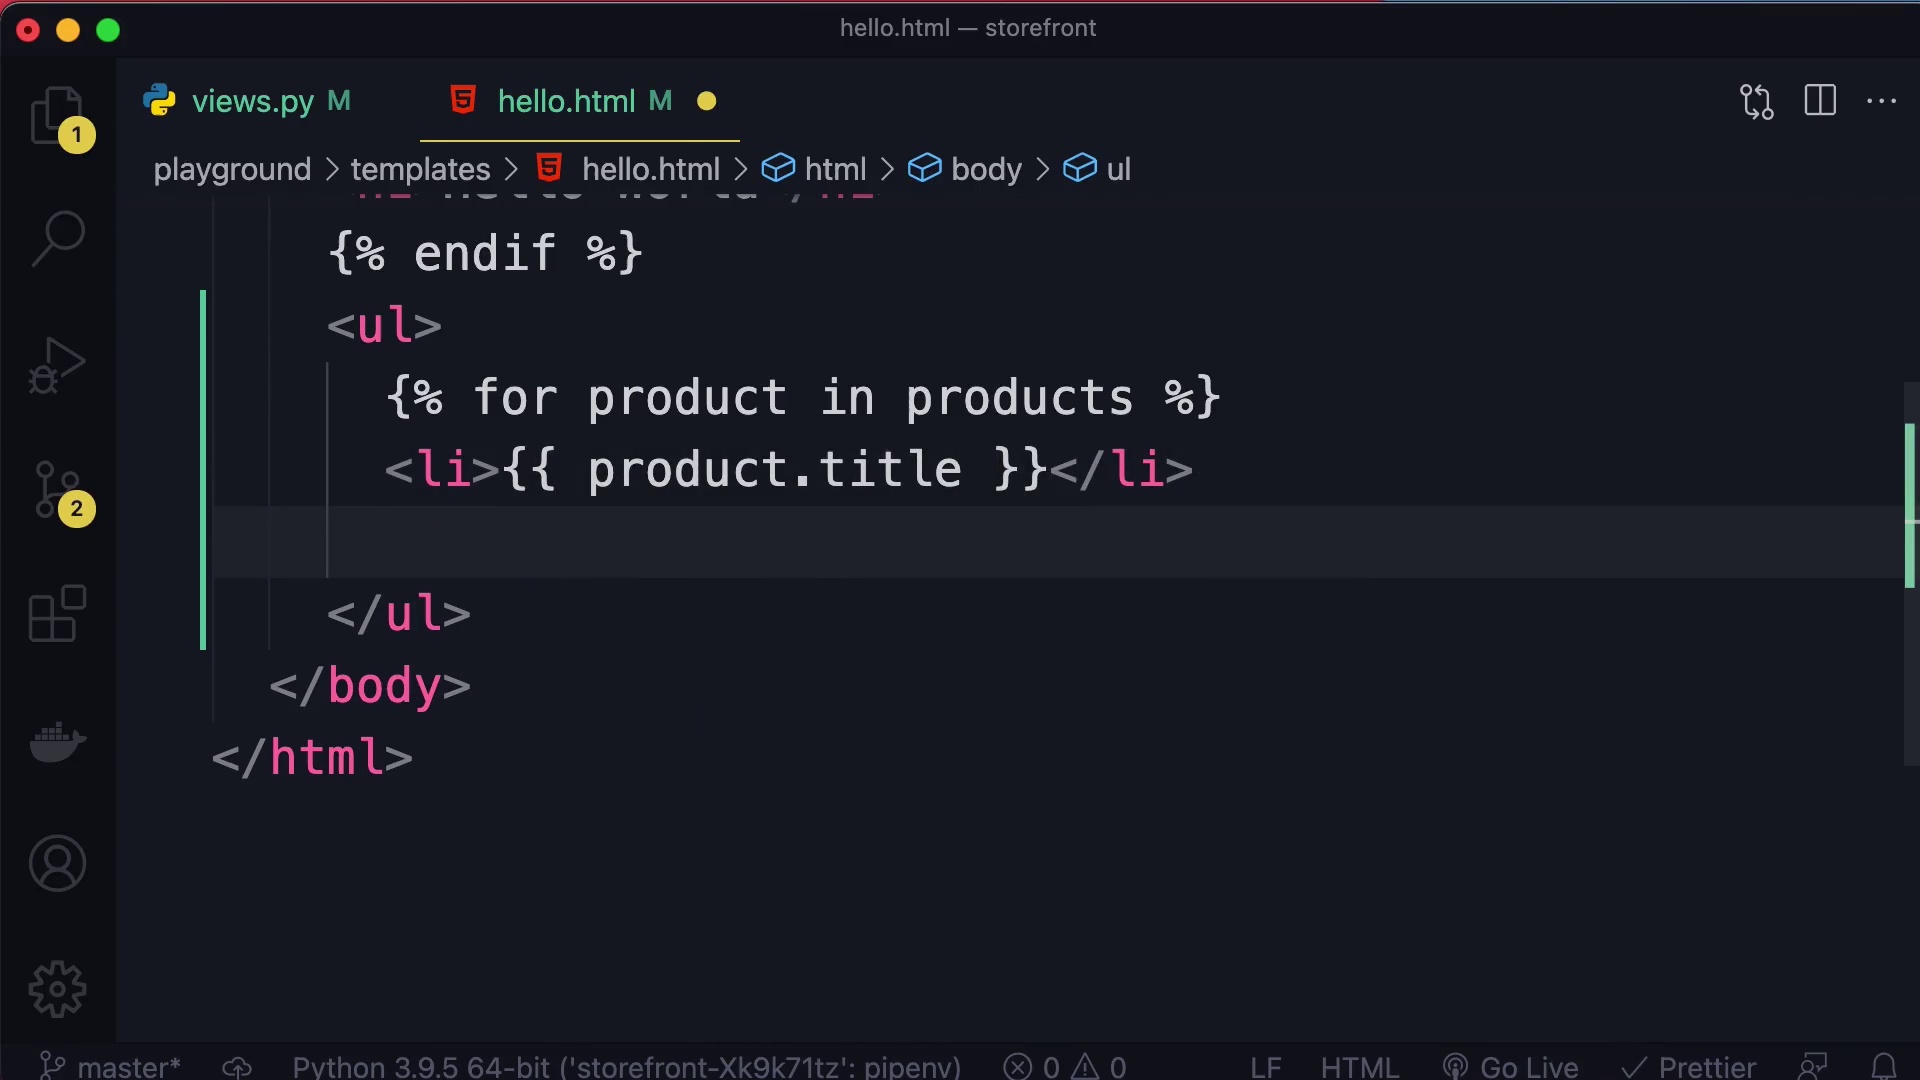 hello.html — storefront
views.py M
hello.html M
playground > templates > hello.html > html > body > ul
{% endif %}
<ul>
{% for product in products %}
<li>{{ product.title }}</li>
</ul>
</body>
</html>
1
2
master*
Python 3.9.5 64-bit ('storefront-Xk9k71tz': pipenv)
0
0
LF
HTML
Go Live
Prettier